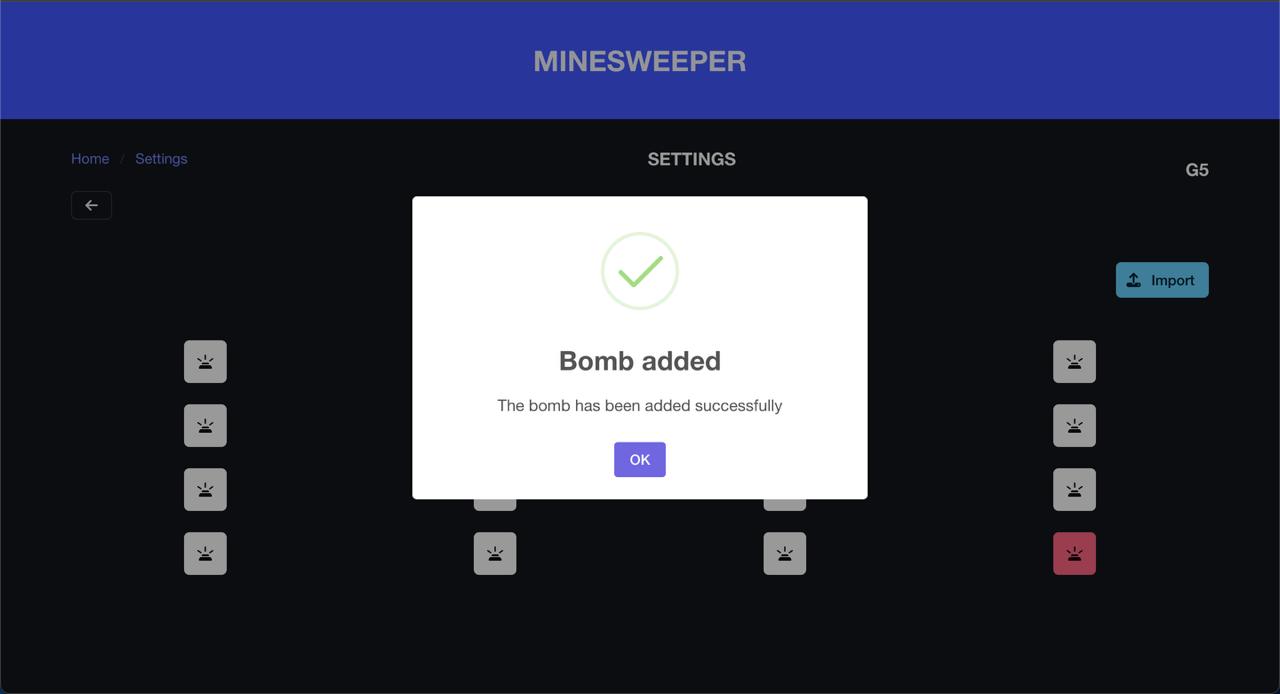 MINESWEEPER
Home / Settings
SETTINGS
G5
Import
Bomb added
The bomb has been added successfully
OK